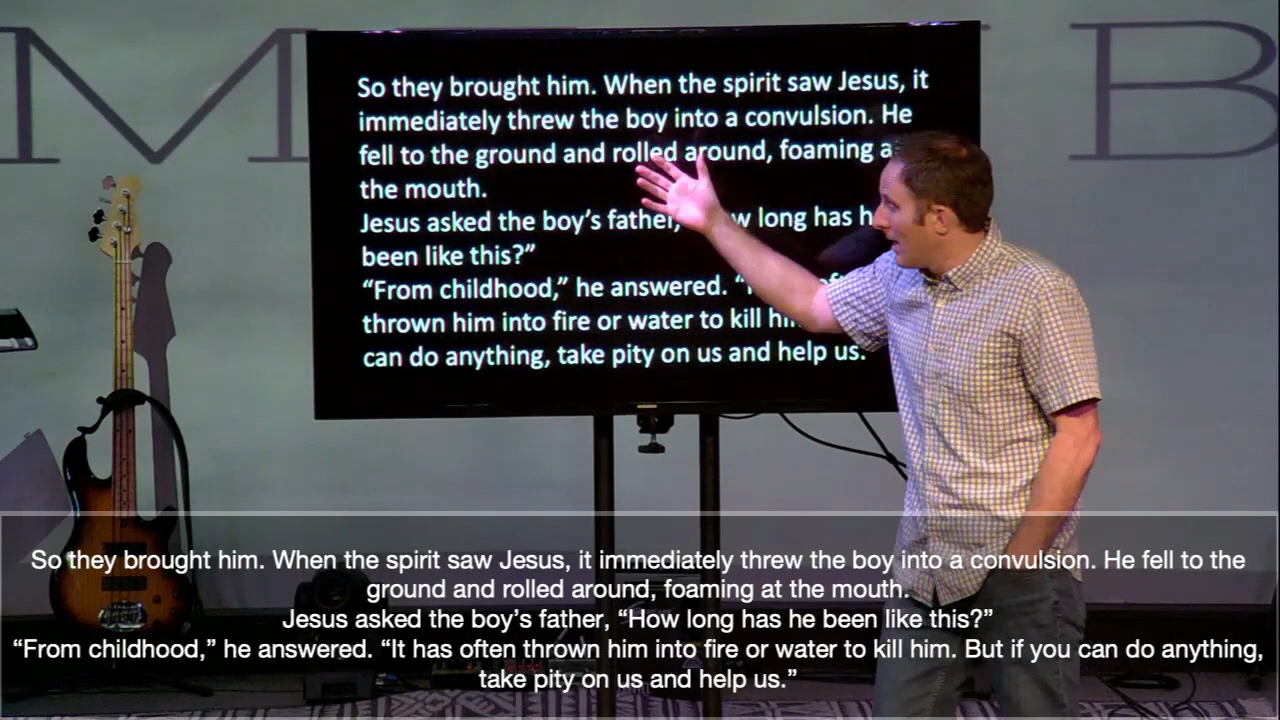 M B
So they brought him. When the spirit saw Jesus, it
immediately threw the boy into a convulsion. He
fell to the ground and rolled around, foaming a
the mouth.
Jesus asked the boy’s father, w long has h
been like this?”
“From childhood,” he answered. “
thrown him into fire or water to kill hi
can do anything, take pity on us and help us.
So they brought him. When the spirit saw Jesus, it immediately threw the boy into a convulsion. He fell to the
ground and rolled around, foaming at the mouth.
Jesus asked the boy’s father, “How long has he been like this?”
“From childhood,” he answered. “It has often thrown him into fire or water to kill him. But if you can do anything,
take pity on us and help us.”